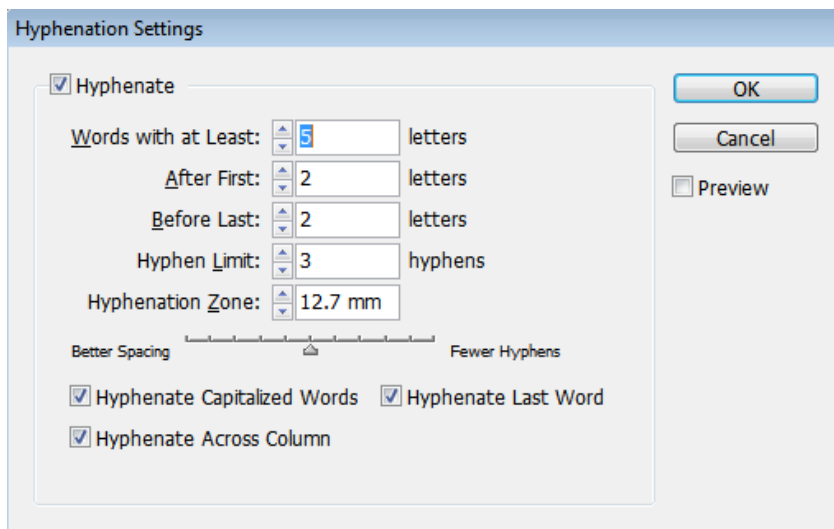 Hyphenation Settings
Hyphenate
OK
Words with at Least: 5 letters
Cancel
After First: 2 letters
Preview
Before Last: 2 letters
Hyphen Limit: 3 hyphens
Hyphenation Zone: 12.7 mm
Better Spacing Fewer Hyphens
Hyphenate Capitalized Words Hyphenate Last Word
Hyphenate Across Column